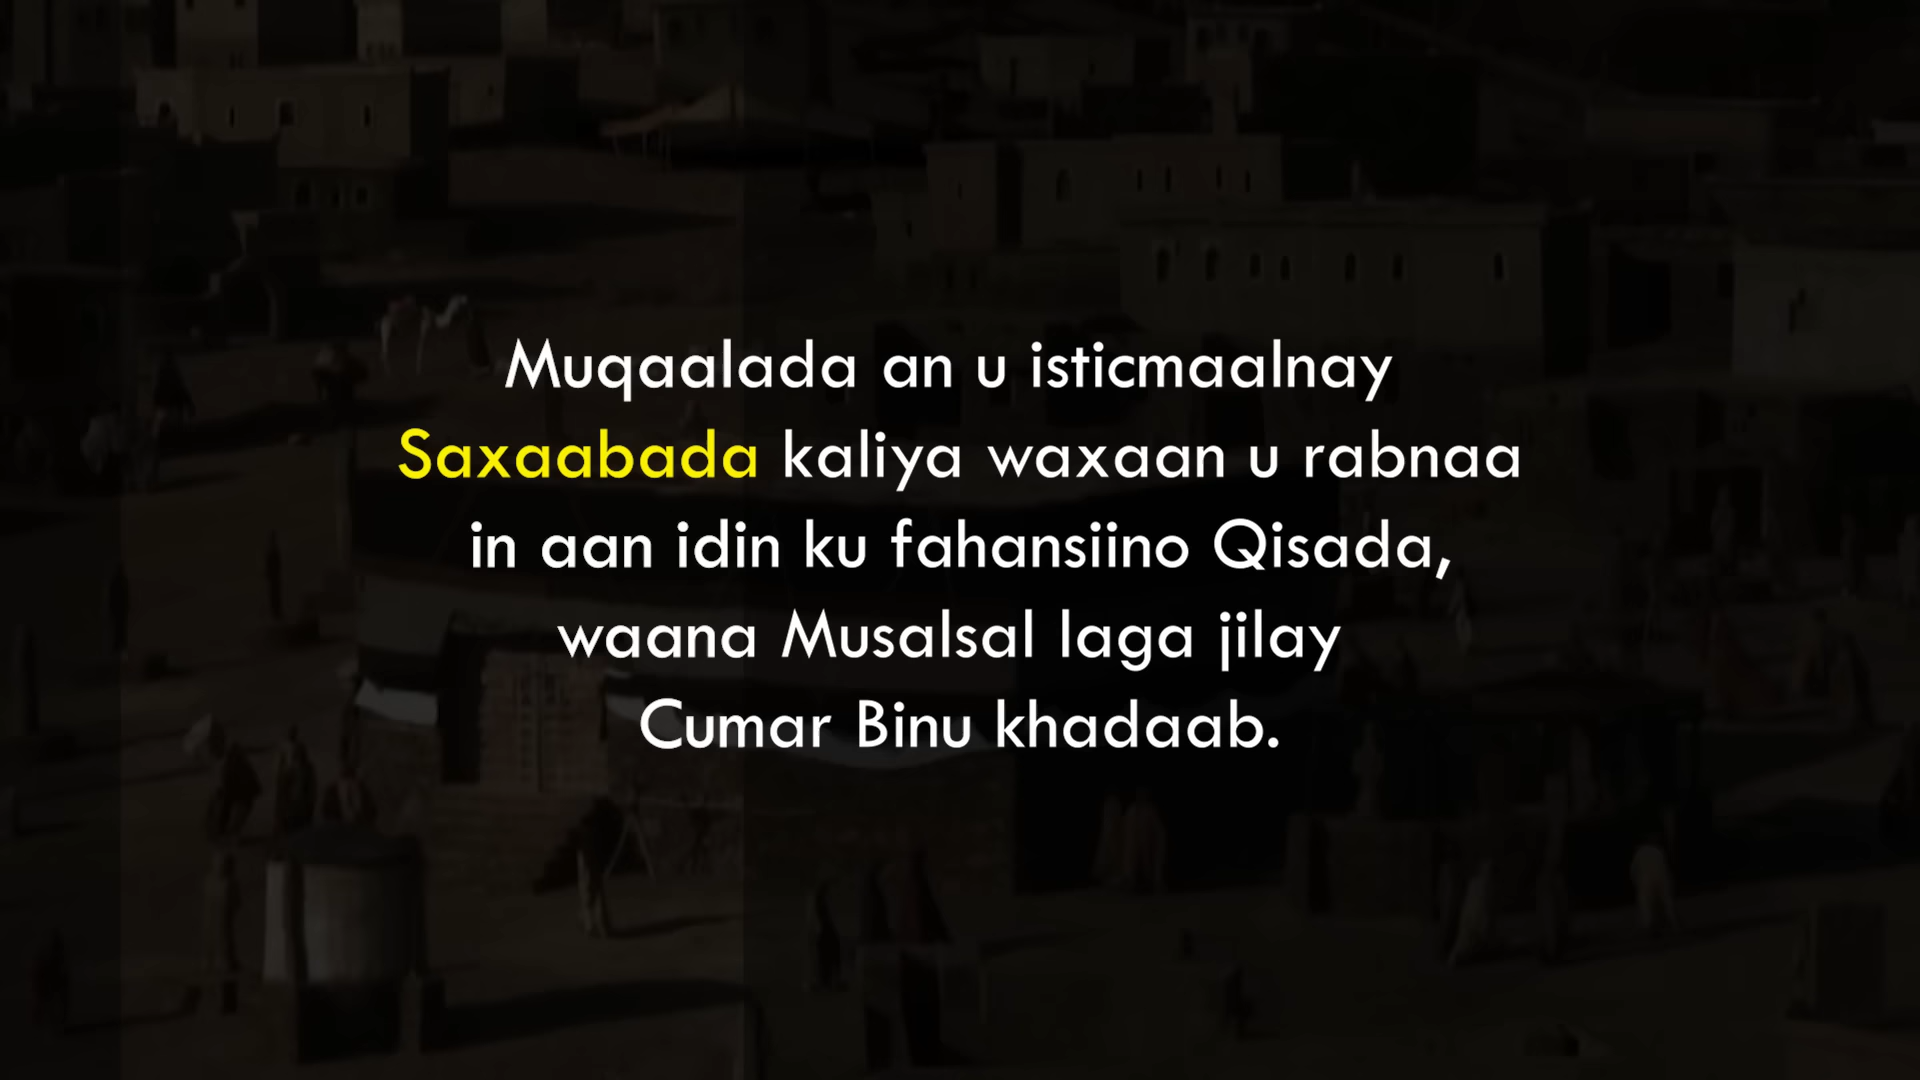 Muqaalada an u isticmaalnay
Saxaabada kaliya waxaan u rabnaa
in aan idin ku fahansiino Qisada,
waana Musalsal laga jilay
Cumar Binu khadaab.